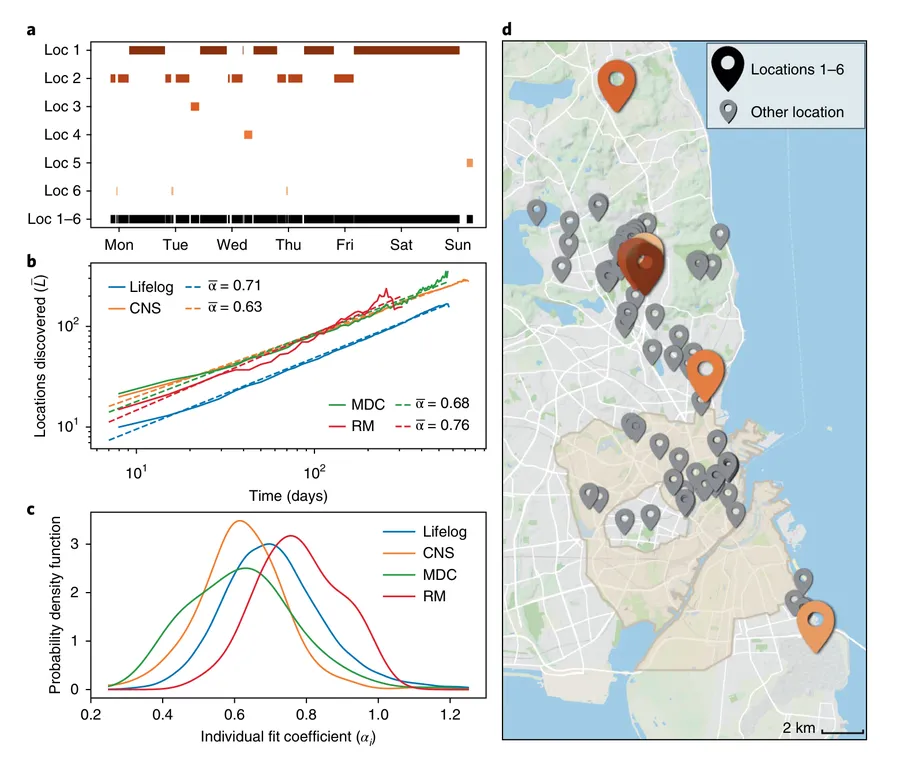 a
Loc 1
Loc 2
Loc 3
Loc 4
Loc 5
Loc 6
Loc 1–6
Mon Tue Wed Thu Fri Sat Sun
b
Locations discovered (L̅)
10²
10¹
Lifelog α̅ = 0.71
CNS α̅ = 0.63
MDC α̅ = 0.68
RM α̅ = 0.76
10¹ 10²
Time (days)
c
Probability density function
3
2
1
0
Lifelog
CNS
MDC
RM
0.2 0.4 0.6 0.8 1.0 1.2
Individual fit coefficient (αᵢ)
d
Locations 1–6
Other location
2 km